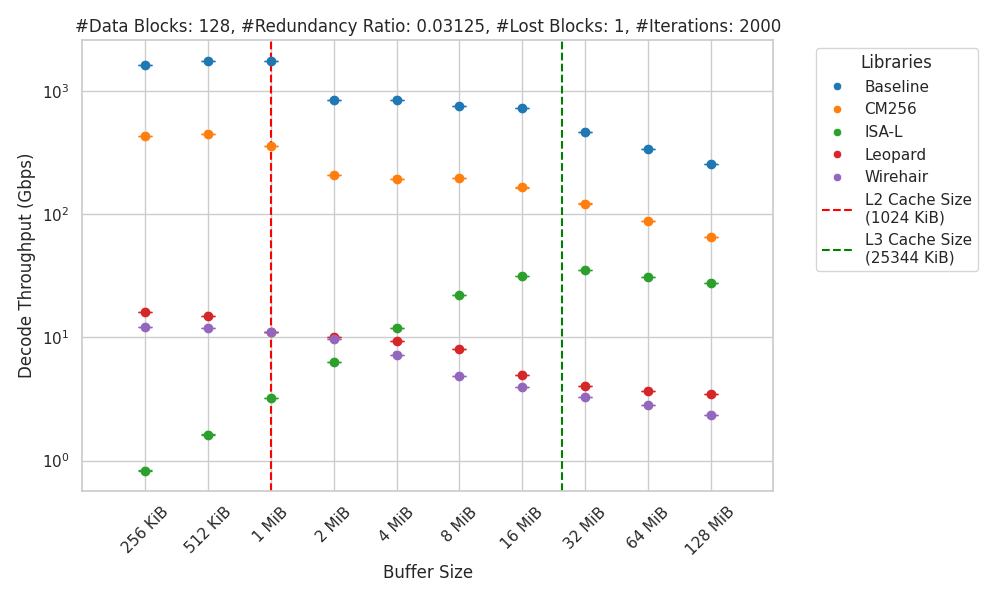 #Data Blocks: 128, #Redundancy Ratio: 0.03125, #Lost Blocks: 1, #Iterations: 2000
Decode Throughput (Gbps)
10³
10²
10¹
10⁰
256 KiB
512 KiB
1 MiB
2 MiB
4 MiB
8 MiB
16 MiB
32 MiB
64 MiB
128 MiB
Buffer Size
Libraries
Baseline
CM256
ISA-L
Leopard
Wirehair
L2 Cache Size
(1024 KiB)
L3 Cache Size
(25344 KiB)